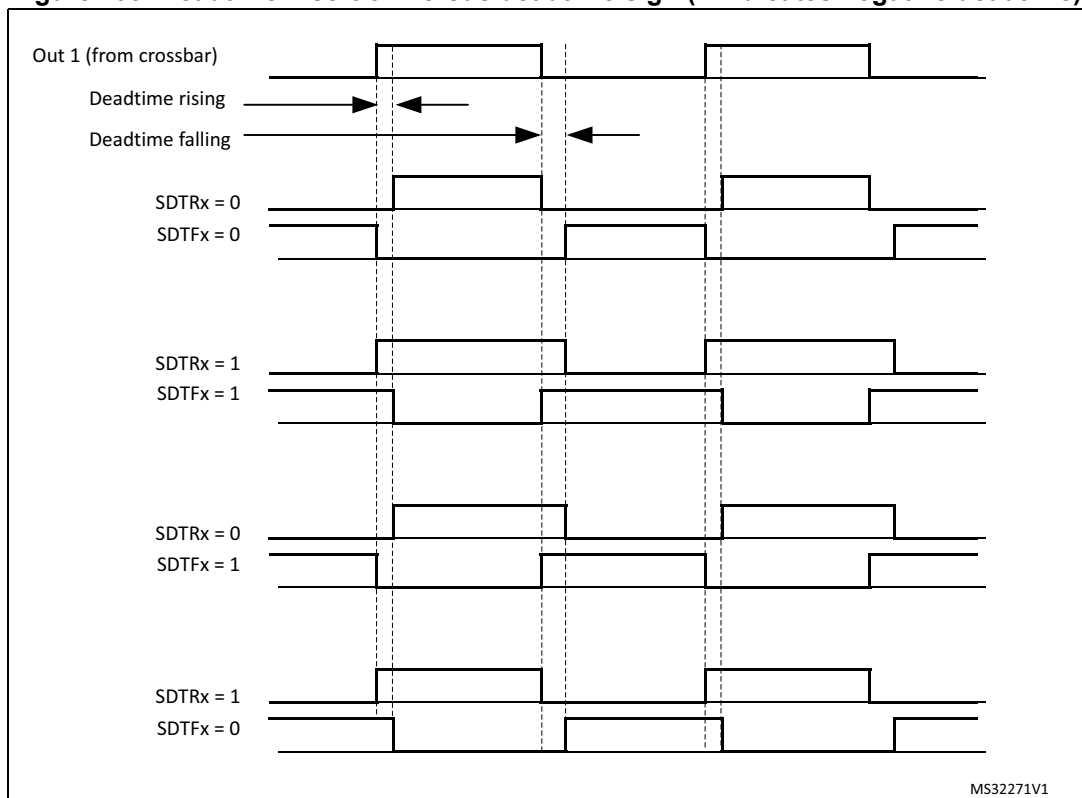 Out 1 (from crossbar)
Deadtime rising
Deadtime falling
SDTRx = 0
SDTFx = 0
SDTRx = 1
SDTFx = 1
SDTRx = 0
SDTFx = 1
SDTRx = 1
SDTFx = 0
MS32271V1